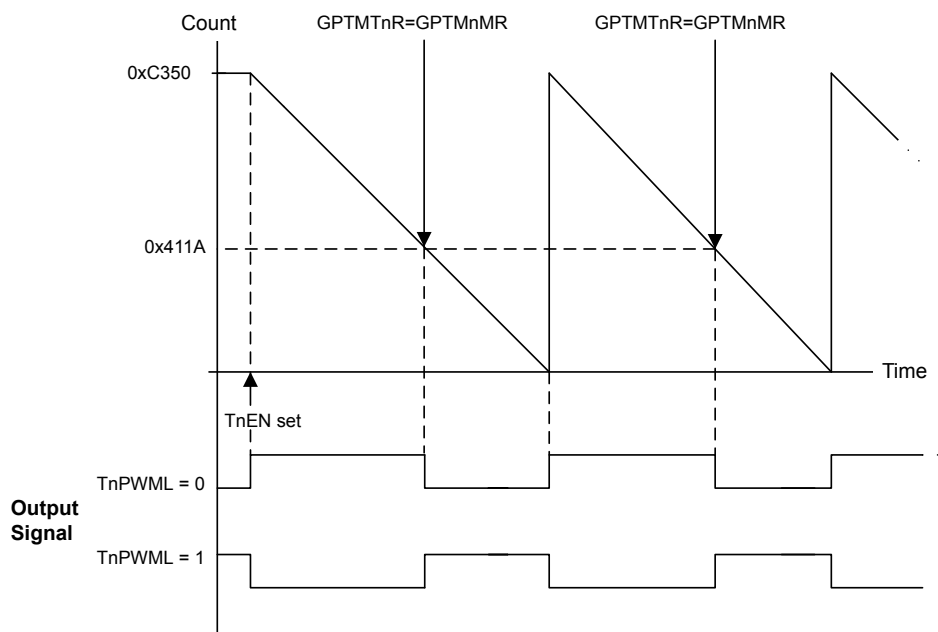 Count
GPTMTnR=GPTMnMR
GPTMTnR=GPTMnMR
0xC350
0x411A
Time
TnEN set
TnPWML = 0
Output
Signal
TnPWML = 1